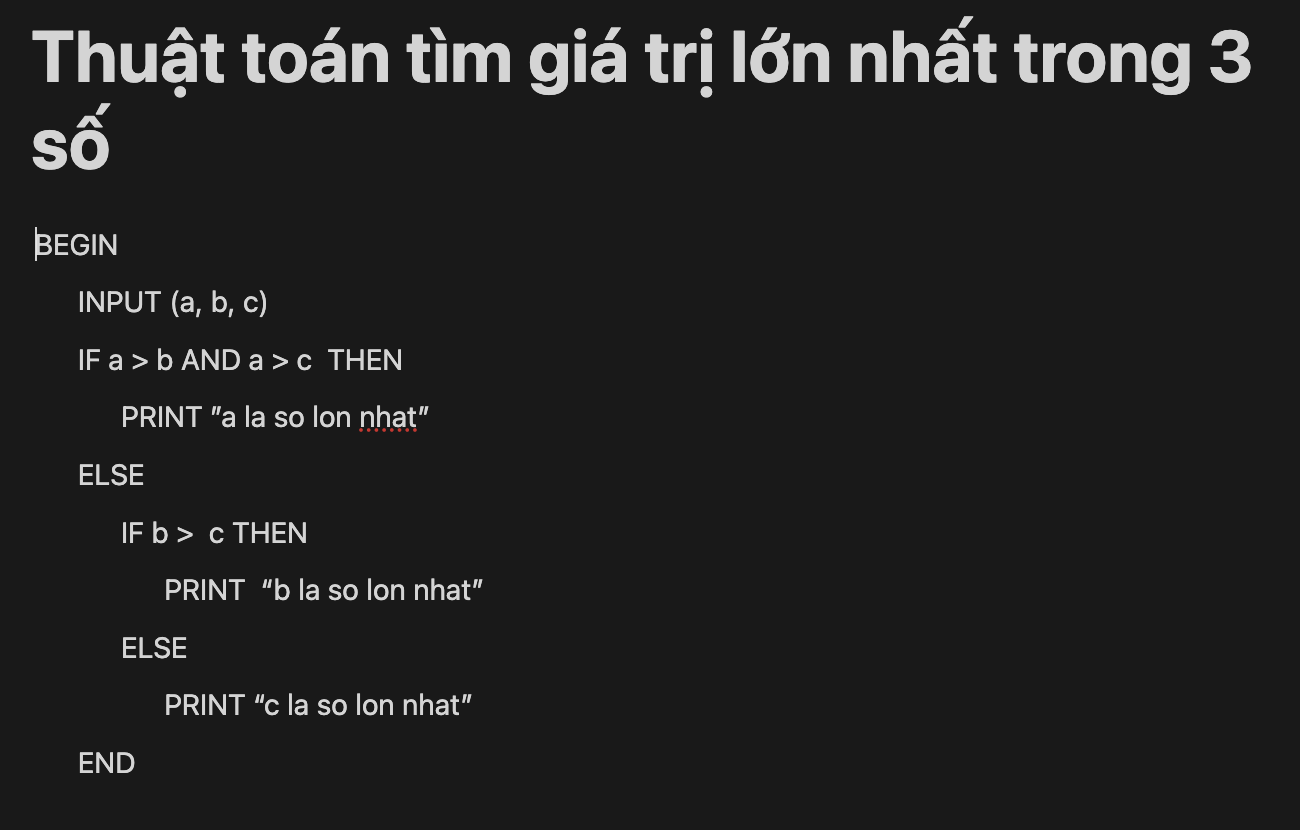 Thuật toán tìm giá trị lớn nhất trong 3
số
BEGIN
INPUT (a, b, c)
IF a > b AND a > c  THEN
PRINT ”a la so lon nhat”
ELSE
IF b >  c THEN
PRINT  “b la so lon nhat”
ELSE
PRINT “c la so lon nhat”
END